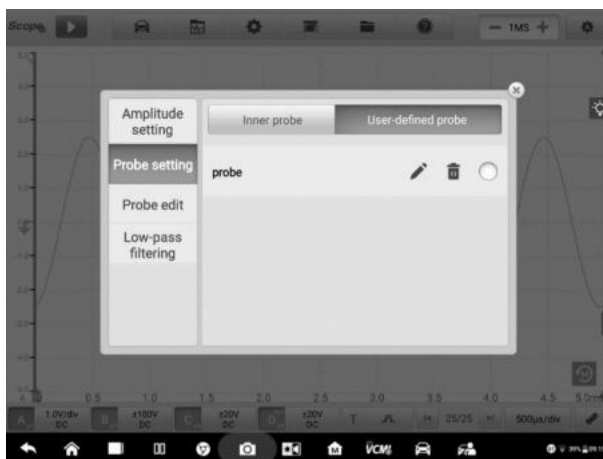 Scope
1MS
Amplitude setting
Inner probe
User-defined probe
Probe setting
probe
Probe edit
Low-pass filtering
0.5
1.0
1.5
2.0
2.5
3.0
3.5
4.0
4.5
A
1.0V/div
DC
B
±100V
DC
C
±20V
DC
D
DC
T
25/25
500μs/div
VCMI